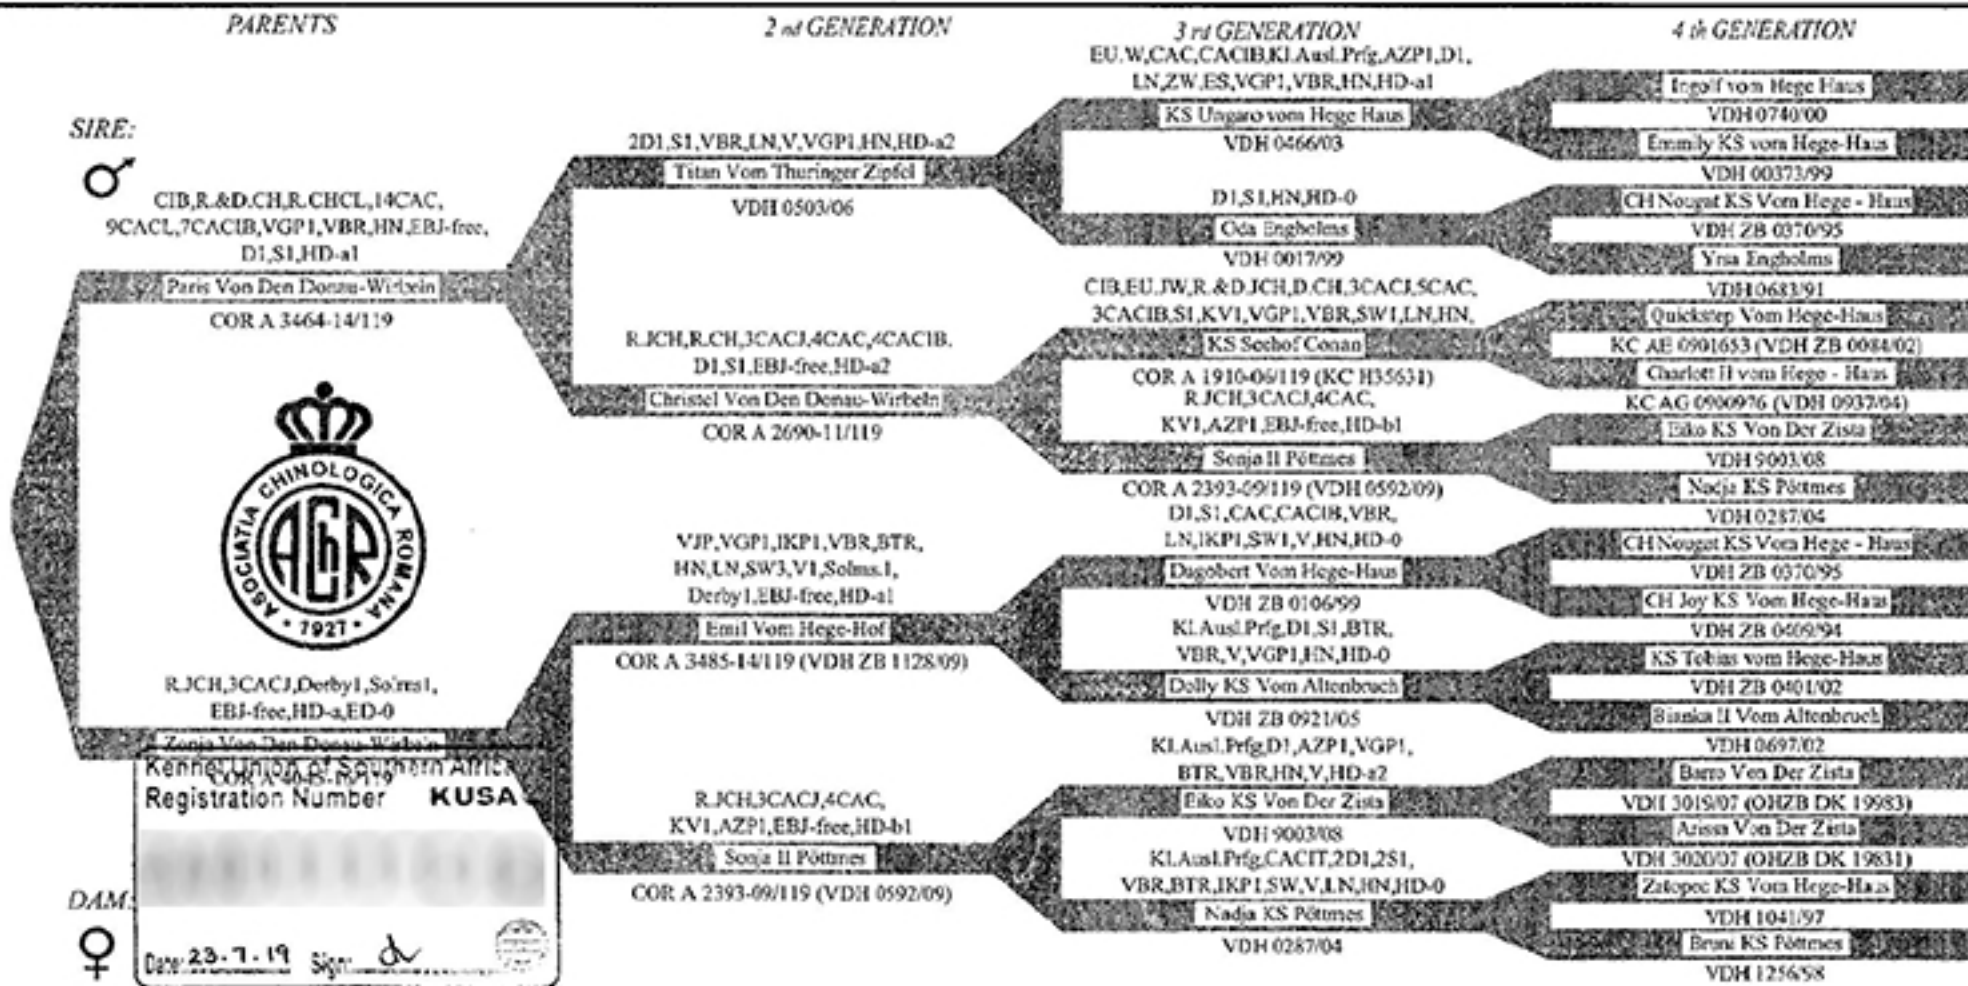 PARENTS
2 nd GENERATION
3 rd GENERATION
4 th GENERATION
SIRE:
♂
CIB,R.&D.CH,R.CHCL,14CAC,
9CACL,7CACIB,VGP1,VBR,HN,EBJ-free,
D1,S1,HD-a1
Paris Von Den Donau-Wirbeln
COR A 3464-14/119
ASOCIATIA CHINOLOGICA ROMANA
AChR
• 1927 •
R.JCH,3CACJ,Derby1,Solms1,
EBJ-free,HD-a,ED-0
Zonja Von Den Donau-Wirbeln
COR A 4045-16/119
Kennel Union of Southern Africa
Registration Number KUSA
Date: 23-7-19 Sign:
DAM:
♀
2D1,S1,VBR,LN,V,VGP1,HN,HD-a2
Titan Vom Thuringer Zipfel
VDH 0503/06
R.JCH,R.CH,3CACJ,4CAC,4CACIB.
D1,S1,EBJ-free,HD-a2
Christel Von Den Donau-Wirbeln
COR A 2690-11/119
VJP,VGP1,IKP1,VBR,BTR,
HN,LN,SW3,V1,Solms.1,
Derby1,EBJ-free,HD-a1
Emil Vom Hege-Hof
COR A 3485-14/119 (VDH ZB 1128/09)
R.JCH,3CACJ,4CAC,
KV1,AZP1,EBJ-free,HD-b1
Sonja II Pöttmes
COR A 2393-09/119 (VDH 0592/09)
EU.W,CAC,CACIB,Kl.Ausl.Prfg,AZP1,D1,
LN,ZW,ES,VGP1,VBR,HN,HD-a1
KS Ungaro vom Hege Haus
VDH 0466/03
D1,S1,HN,HD-0
Oda Engholms
VDH 0017/99
CIB,EU.JW,R.&D.JCH,D.CH,3CACJ,5CAC,
3CACIB,S1,KV1,VGP1,VBR,SW1,LN,HN,
KS Seehof Conan
COR A 1910-06/119 (KC H35631)
R.JCH,3CACJ,4CAC,
KV1,AZP1,EBJ-free,HD-b1
Sonja II Pöttmes
COR A 2393-09/119 (VDH 0592/09)
D1,S1,CAC,CACIB,VBR,
LN,IKP1,SW1,V,HN,HD-0
Dagobert Vom Hege-Haus
VDH ZB 0106/99
Kl.Ausl.Prfg,D1,S1,BTR,
VBR,V,VGP1,HN,HD-0
Dolly KS Vom Altenbruch
VDH ZB 0921/05
Kl.Ausl.Prfg,D1,AZP1,VGP1,
BTR,VBR,HN,V,HD-a2
Eiko KS Von Der Zista
VDH 9003/08
Kl.Ausl.Prfg,CACIT,2D1,2S1,
VBR,BTR,IKP1,SW,V,LN,HN,HD-0
Nadja KS Pöttmes
VDH 0287/04
Ingolf vom Hege Haus
VDH 0740/00
Emmily KS vom Hege-Haus
VDH 00373/99
CH Nougat KS Vom Hege - Haus
VDH ZB 0370/95
Yrsa Engholms
VDH 0683/91
Quickstep Vom Hege-Haus
KC AE 0901653 (VDH ZB 0084/02)
Charlott II vom Hege - Haus
KC AG 0900976 (VDH 0937/04)
Eiko KS Von Der Zista
VDH 9003/08
Nadja KS Pöttmes
VDH 0287/04
CH Nougat KS Vom Hege - Haus
VDH ZB 0370/95
CH Joy KS Vom Hege-Haus
VDH ZB 0409/94
KS Tobias vom Hege-Haus
VDH ZB 0401/02
Bianka II Vom Altenbruch
VDH 0697/02
Barro Von Der Zista
VDH 3019/07 (OHZB DK 19983)
Arissa Von Der Zista
VDH 3020/07 (OHZB DK 19831)
Zatopec KS Vom Hege-Haus
VDH 1041/97
Bruni KS Pöttmes
VDH 1256/98